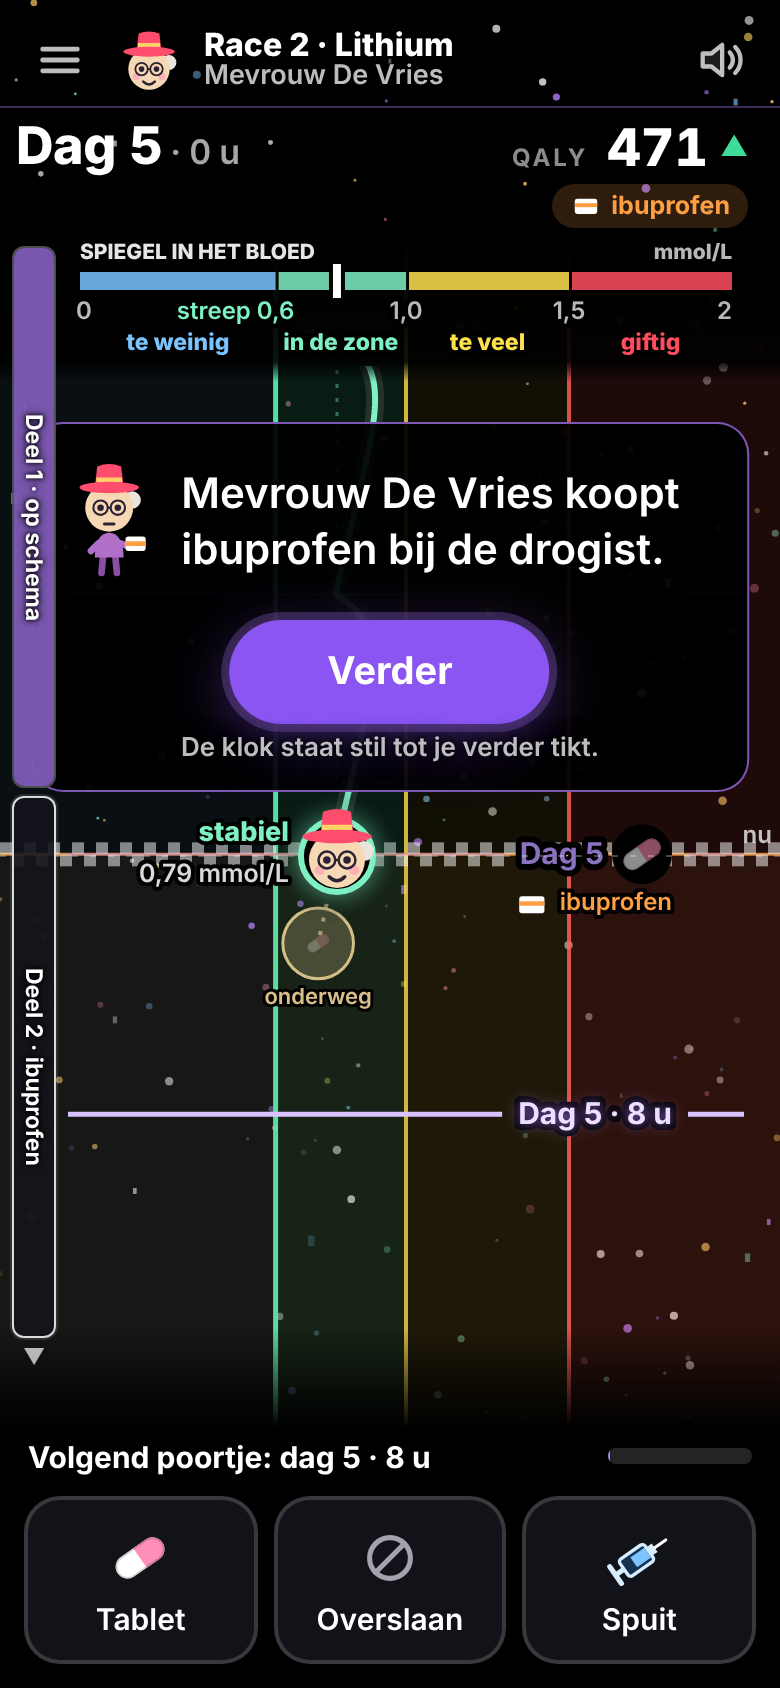 Race 2 · Lithium
Mevrouw De Vries
Dag 5 · 0 u
QALY 471
ibuprofen
SPIEGEL IN HET BLOED mmol/L
0 streep 0,6 1,0 1,5 2
te weinig in de zone te veel giftig
Deel 1 · op schema
Mevrouw De Vries koopt
ibuprofen bij de drogist.
Verder
De klok staat stil tot je verder tikt.
stabiel
0,79 mmol/L
Dag 5
nu
ibuprofen
onderweg
Deel 2 · ibuprofen
Dag 5 · 8 u
Volgend poortje: dag 5 · 8 u
Tablet
Overslaan
Spuit